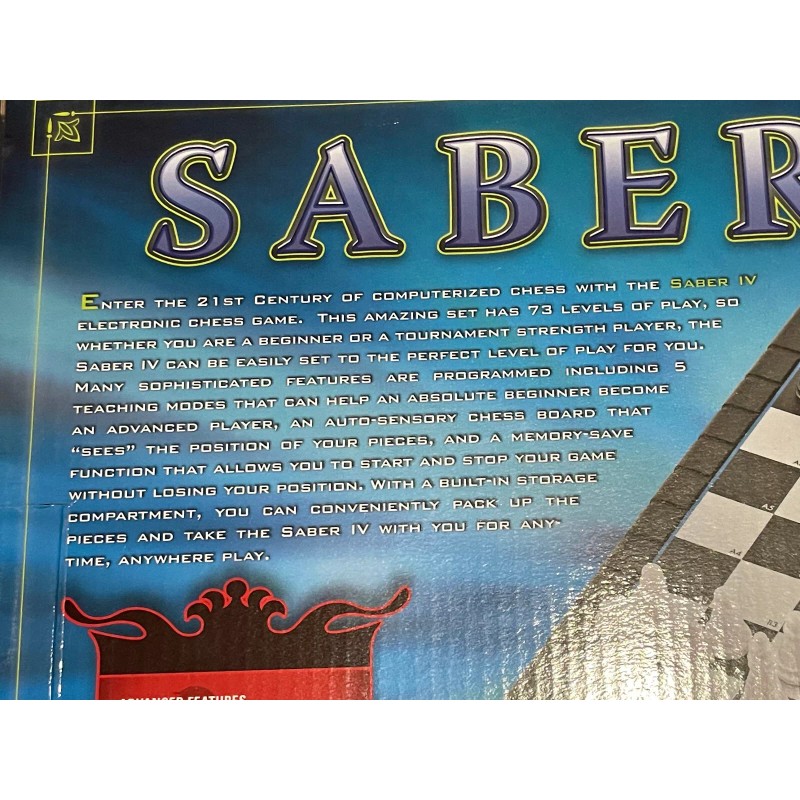 SABER
ENTER THE 21ST CENTURY OF COMPUTERIZED CHESS WITH THE SABER IV
ELECTRONIC CHESS GAME. THIS AMAZING SET HAS 73 LEVELS OF PLAY, SO
WHETHER YOU ARE A BEGINNER OR A TOURNAMENT STRENGTH PLAYER, THE
SABER IV CAN BE EASILY SET TO THE PERFECT LEVEL OF PLAY FOR YOU.
MANY SOPHISTICATED FEATURES ARE PROGRAMMED INCLUDING 5
TEACHING MODES THAT CAN HELP AN ABSOLUTE BEGINNER BECOME
AN ADVANCED PLAYER, AN AUTO-SENSORY CHESS BOARD THAT
“SEES” THE POSITION OF YOUR PIECES, AND A MEMORY-SAVE
FUNCTION THAT ALLOWS YOU TO START AND STOP YOUR GAME
WITHOUT LOSING YOUR POSITION. WITH A BUILT-IN STORAGE
COMPARTMENT, YOU CAN CONVENIENTLY PACK UP THE
PIECES AND TAKE THE SABER IV WITH YOU FOR ANY-
TIME, ANYWHERE PLAY.
A5
A4
B3
ADVANCED FEATURES